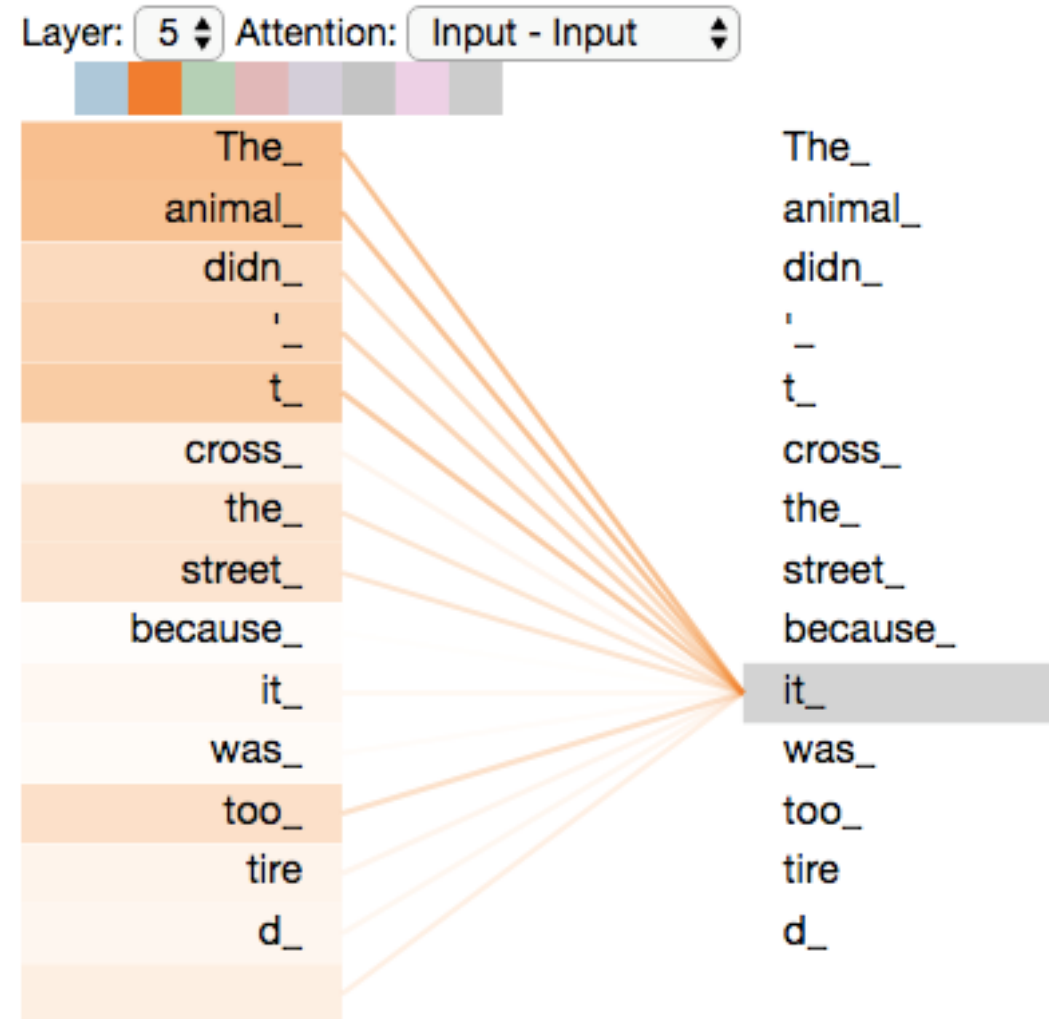 Layer: 5 Attention: Input - Input
The_ The_
animal_ animal_
didn_ didn_
'_ '_
t_ t_
cross_ cross_
the_ the_
street_ street_
because_ because_
it_ it_
was_ was_
too_ too_
tire tire
d_ d_